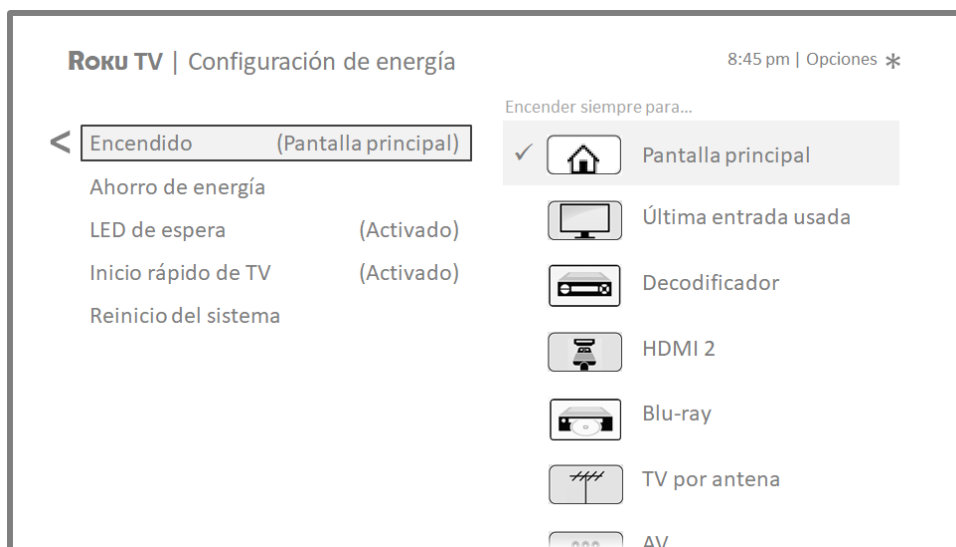 Roku TV | Configuración de energía
8:45 pm | Opciones *
Encender siempre para...
< Encendido (Pantalla principal)
Ahorro de energía
LED de espera (Activado)
Inicio rápido de TV (Activado)
Reinicio del sistema
✓ Pantalla principal
Última entrada usada
Decodificador
HDMI 2
Blu-ray
TV por antena
AV